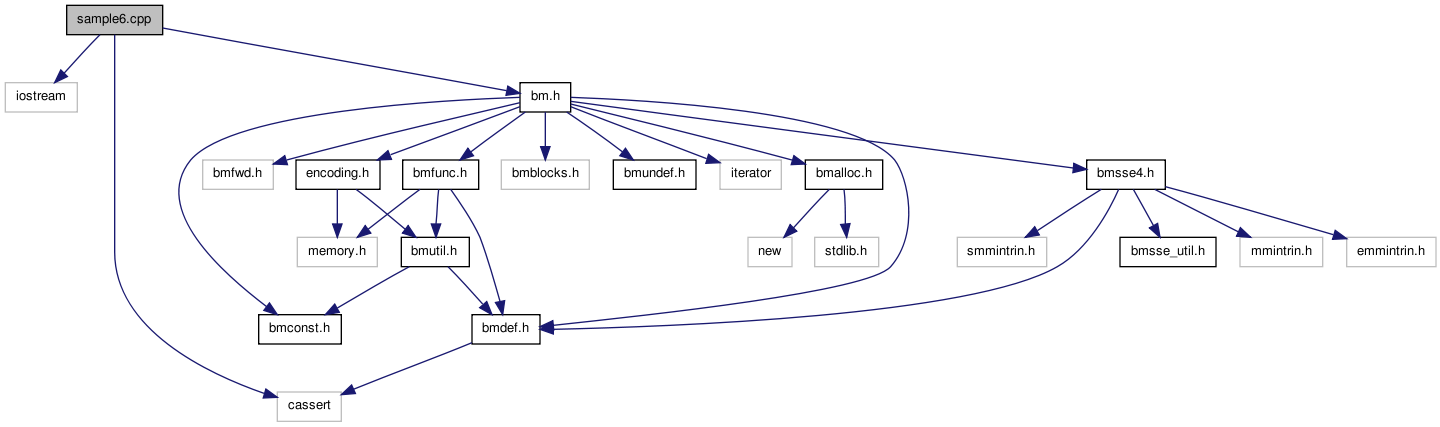 sample6.cpp
iostream
bm.h
bmfwd.h
encoding.h
bmfunc.h
bmblocks.h
bmundef.h
iterator
bmalloc.h
bmsse4.h
memory.h
bmutil.h
new
stdlib.h
smmintrin.h
bmsse_util.h
mmintrin.h
emmintrin.h
bmconst.h
bmdef.h
cassert